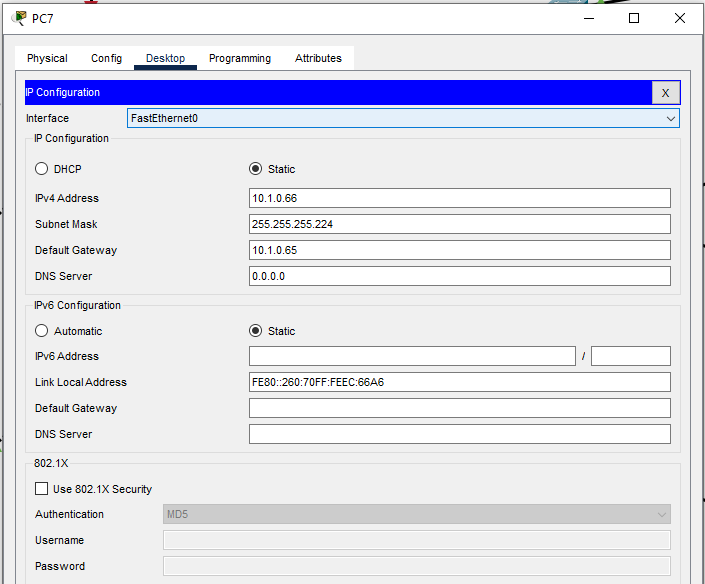 PC7
Physical Config Desktop Programming Attributes
IP Configuration X
Interface FastEthernet0
IP Configuration
DHCP Static
IPv4 Address 10.1.0.66
Subnet Mask 255.255.255.224
Default Gateway 10.1.0.65
DNS Server 0.0.0.0
IPv6 Configuration
Automatic Static
IPv6 Address /
Link Local Address FE80::260:70FF:FEEC:66A6
Default Gateway
DNS Server
802.1X
Use 802.1X Security
Authentication MD5
Username
Password